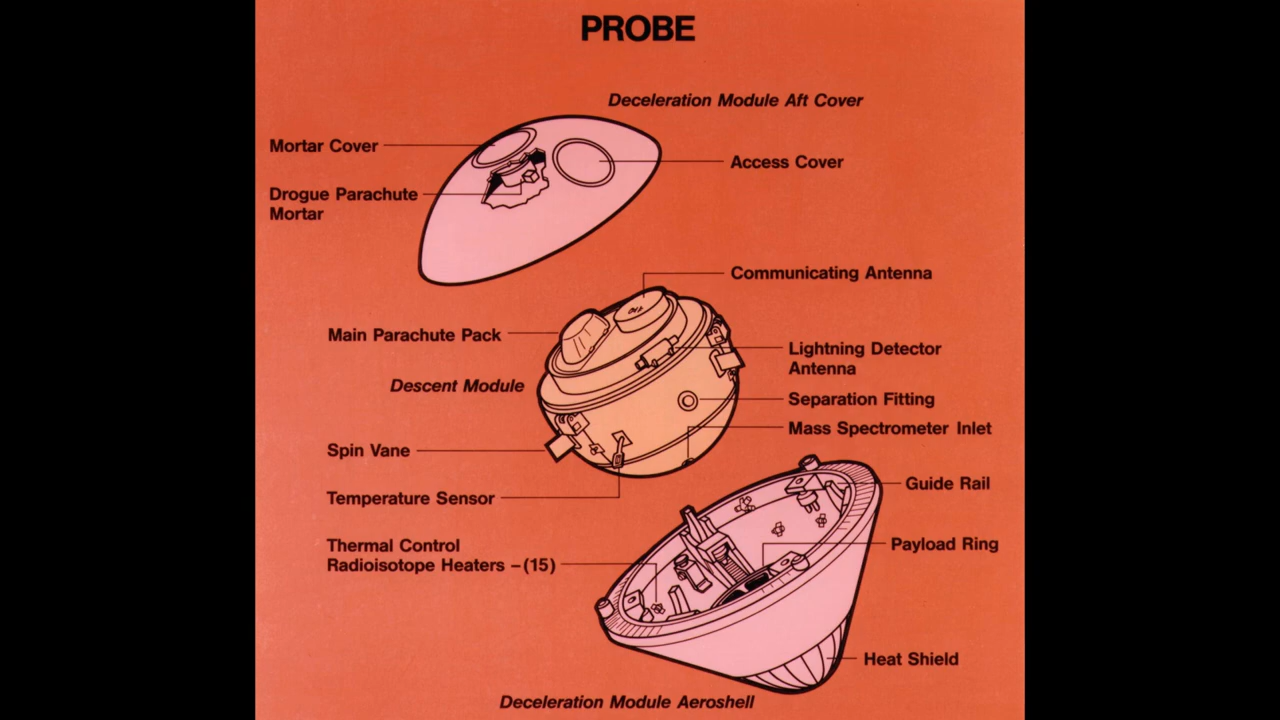 PROBE
Deceleration Module Aft Cover
Mortar Cover
Access Cover
Drogue Parachute
Mortar
Communicating Antenna
Main Parachute Pack
Lightning Detector
Antenna
Descent Module
Separation Fitting
Mass Spectrometer Inlet
Spin Vane
Guide Rail
Temperature Sensor
Thermal Control
Radioisotope Heaters – (15)
Payload Ring
Heat Shield
Deceleration Module Aeroshell